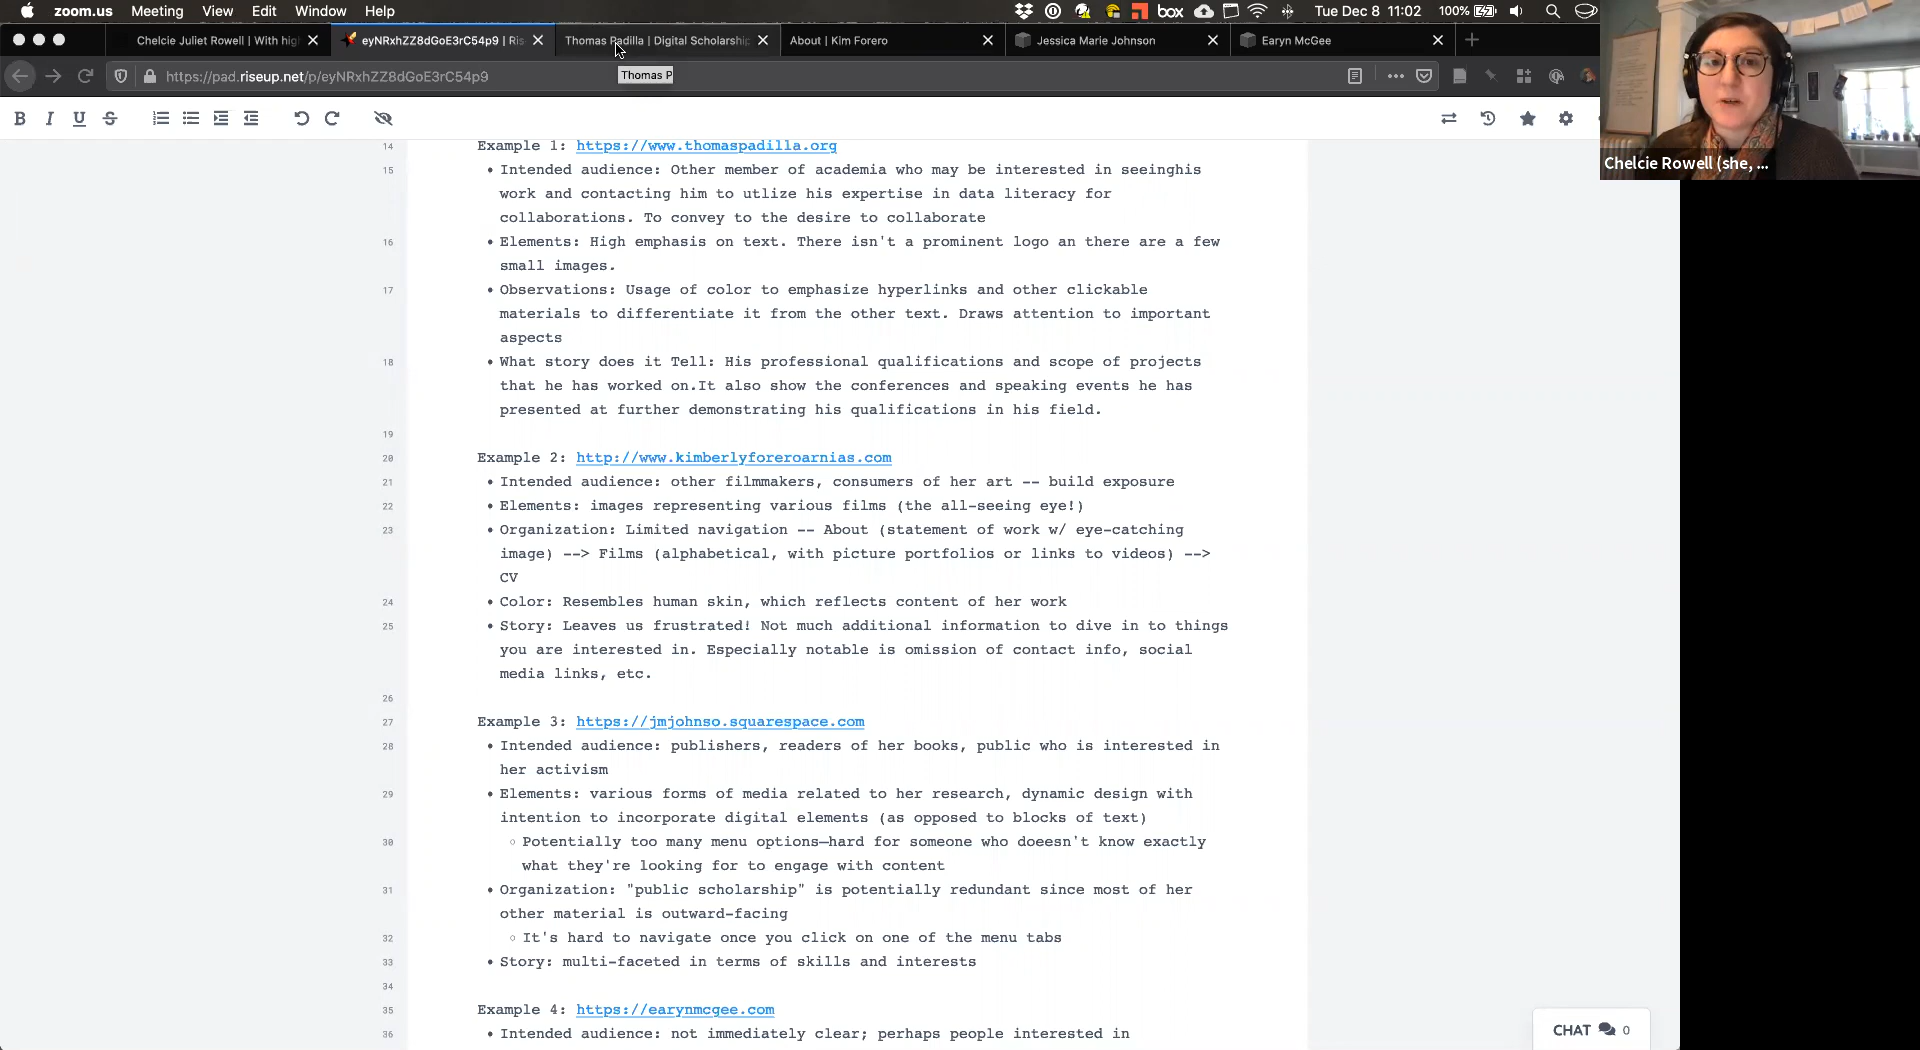 zoom.us Meeting View Edit Window Help box 100% Tue Dec 8 11:02
Chelcie Juliet Rowell | With hig
eyNRxhZZ8dGoE3rC54p9 | Ris
Thomas Padilla | Digital Scholarship
About | Kim Forero
Jessica Marie Johnson
Earyn McGee
https://pad.riseup.net/p/eyNRxhZZ8dGoE3rC54p9
Thomas P
B I U S
Chelcie Rowell (she, ...
14 Example 1: https://www.thomaspadilla.org
15 • Intended audience: Other member of academia who may be interested in seeinghis
work and contacting him to utlize his expertise in data literacy for
collaborations. To convey to the desire to collaborate
16 • Elements: High emphasis on text. There isn't a prominent logo an there are a few
small images.
17 • Observations: Usage of color to emphasize hyperlinks and other clickable
materials to differentiate it from the other text. Draws attention to important
aspects
18 • What story does it Tell: His professional qualifications and scope of projects
that he has worked on.It also show the conferences and speaking events he has
presented at further demonstrating his qualifications in his field.
19
20 Example 2: http://www.kimberlyforeroarnias.com
21 • Intended audience: other filmmakers, consumers of her art -- build exposure
22 • Elements: images representing various films (the all-seeing eye!)
23 • Organization: Limited navigation -- About (statement of work w/ eye-catching
image) --> Films (alphabetical, with picture portfolios or links to videos) -->
CV
24 • Color: Resembles human skin, which reflects content of her work
25 • Story: Leaves us frustrated! Not much additional information to dive in to things
you are interested in. Especially notable is omission of contact info, social
media links, etc.
26
27 Example 3: https://jmjohnso.squarespace.com
28 • Intended audience: publishers, readers of her books, public who is interested in
her activism
29 • Elements: various forms of media related to her research, dynamic design with
intention to incorporate digital elements (as opposed to blocks of text)
30 ◦ Potentially too many menu options—hard for someone who doeesn't know exactly
what they're looking for to engage with content
31 • Organization: "public scholarship" is potentially redundant since most of her
other material is outward-facing
32 ◦ It's hard to navigate once you click on one of the menu tabs
33 • Story: multi-faceted in terms of skills and interests
34
35 Example 4: https://earynmcgee.com
36 • Intended audience: not immediately clear; perhaps people interested in
CHAT 0